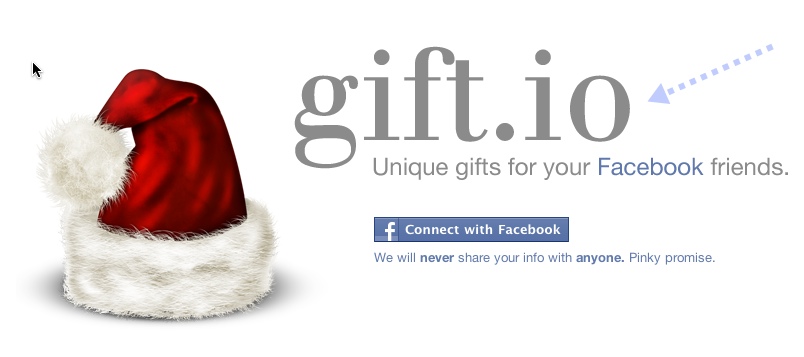 gift.io
Unique gifts for your Facebook friends.
f Connect with Facebook
We will never share your info with anyone. Pinky promise.